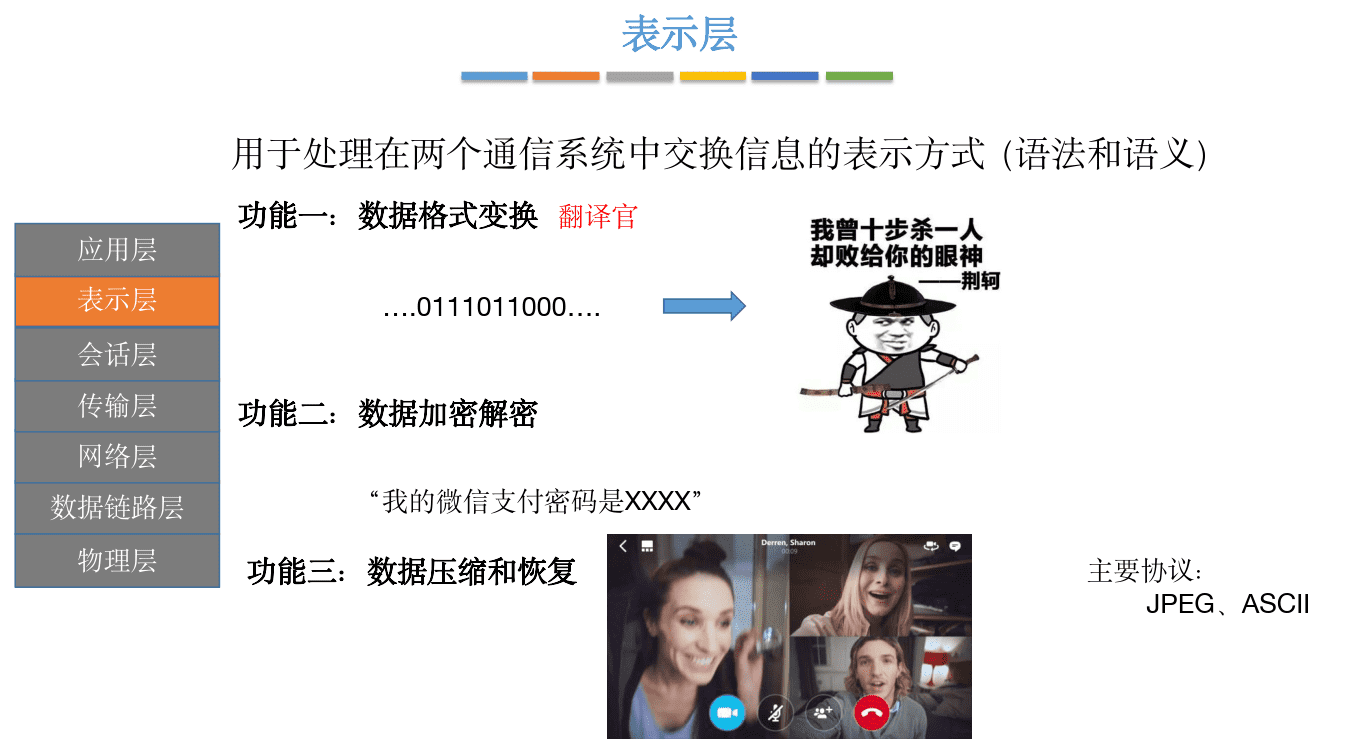 表示层
用于处理在两个通信系统中交换信息的表示方式（语法和语义）
应用层
表示层
会话层
传输层
网络层
数据链路层
物理层
功能一：数据格式变换 翻译官
....0111011000....
我曾十步杀一人
却败给你的眼神
——荆轲
功能二：数据加密解密
“我的微信支付密码是XXXX”
功能三：数据压缩和恢复
Derren, Sharon
00:09
主要协议：
JPEG、ASCII